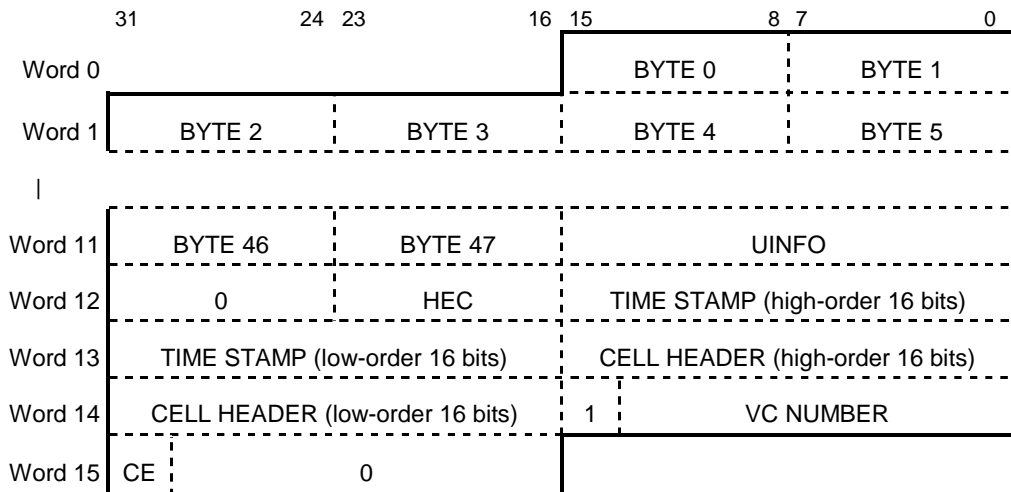 31 24 23 16 15 8 7 0
Word 0 BYTE 0 BYTE 1
Word 1 BYTE 2 BYTE 3 BYTE 4 BYTE 5
|
Word 11 BYTE 46 BYTE 47 UINFO
Word 12 0 HEC TIME STAMP (high-order 16 bits)
Word 13 TIME STAMP (low-order 16 bits) CELL HEADER (high-order 16 bits)
Word 14 CELL HEADER (low-order 16 bits) 1 VC NUMBER
Word 15 CE 0